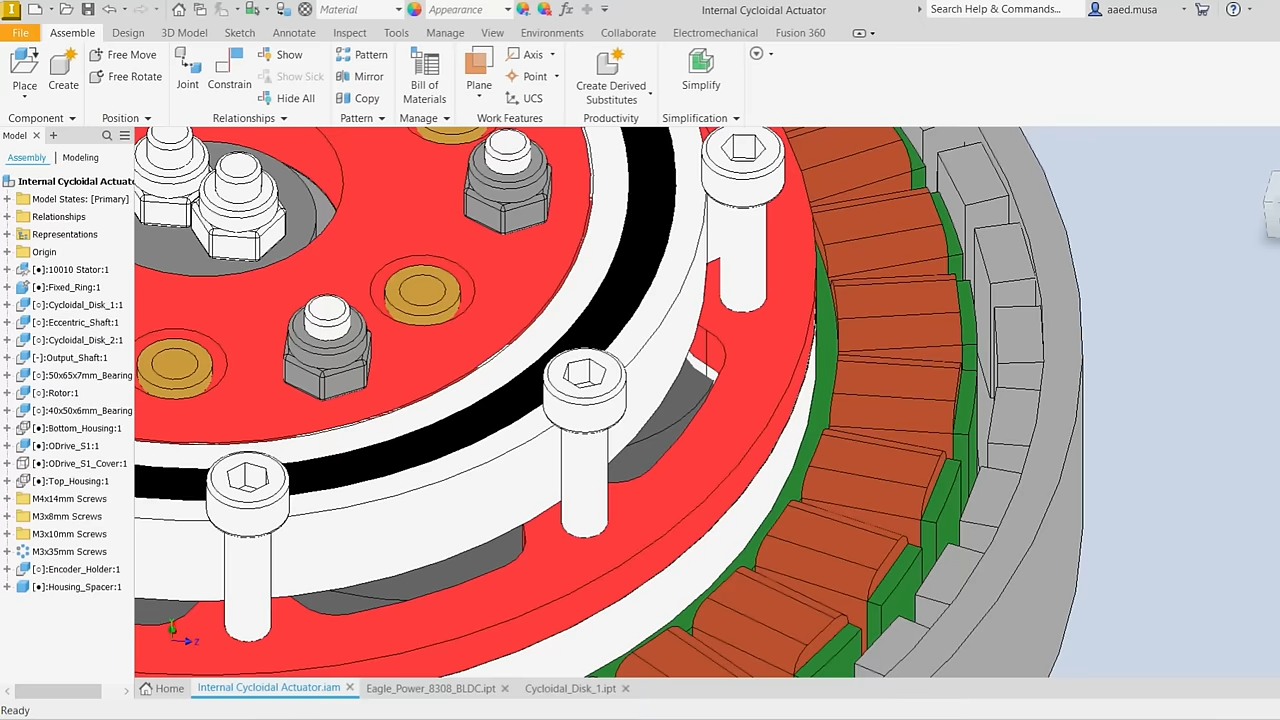 Material
Appearance
fx
Internal Cycloidal Actuator
Search Help & Commands...
aaed.musa
File
Assemble
Design
3D Model
Sketch
Annotate
Inspect
Tools
Manage
View
Environments
Collaborate
Electromechanical
Fusion 360
Place
Create
Free Move
Free Rotate
Joint
Constrain
Show
Show Sick
Hide All
Pattern
Mirror
Copy
Bill of
Materials
Plane
Axis
Point
UCS
Create Derived
Substitutes
Simplify
Component
Position
Relationships
Pattern
Manage
Work Features
Productivity
Simplification
Model
Assembly
Modeling
Internal Cycloidal Actuat
Model States: [Primary]
Relationships
Representations
Origin
[●]:10010 Stator:1
[●]:Fixed_Ring:1
[○]:Cycloidal_Disk_1:1
[○]:Eccentric_Shaft:1
[○]:Cycloidal_Disk_2:1
[-]:Output_Shaft:1
[●]:50x65x7mm_Bearing
[○]:Rotor:1
[●]:40x50x6mm_Bearing
[●]:Bottom_Housing:1
[●]:ODrive_S1:1
[●]:ODrive_S1_Cover:1
[●]:Top_Housing:1
M4x14mm Screws
M3x8mm Screws
M3x10mm Screws
M3x35mm Screws
[●]:Encoder_Holder:1
[●]:Housing_Spacer:1
Z
Home
Internal Cycloidal Actuator.iam
Eagle_Power_8308_BLDC.ipt
Cycloidal_Disk_1.ipt
Ready